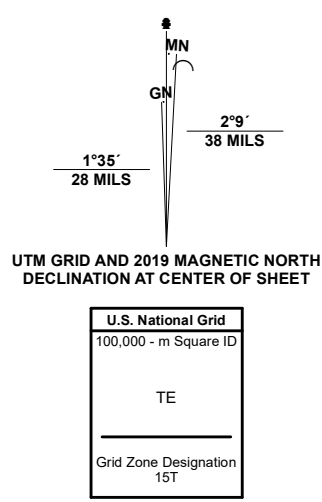 MN
GN
2°9´
38 MILS
1°35´
28 MILS
UTM GRID AND 2019 MAGNETIC NORTH
DECLINATION AT CENTER OF SHEET
U.S. National Grid
100,000 - m Square ID
TE
Grid Zone Designation
15T